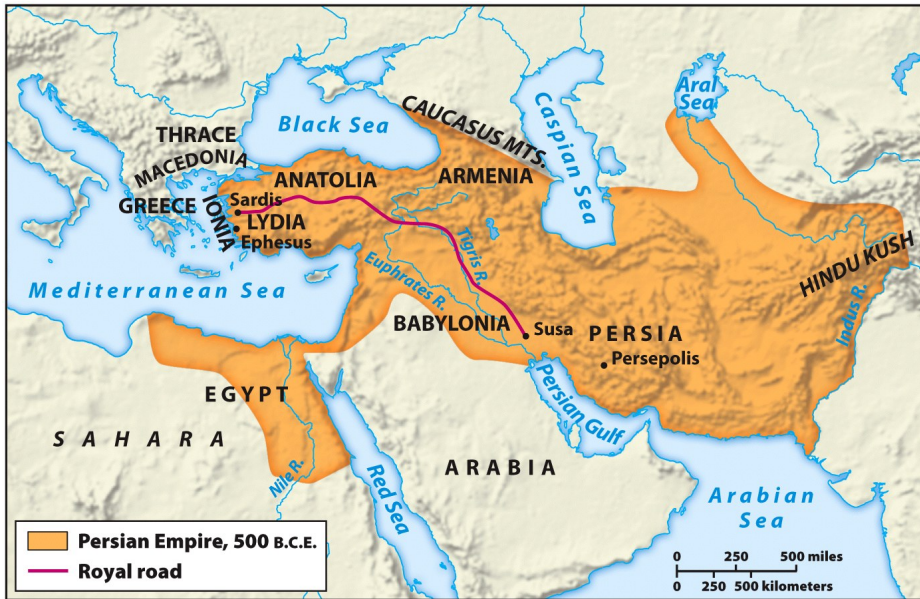 Aral
Sea
CAUCASUS MTS.
Caspian Sea
Black Sea
THRACE
MACEDONIA
ANATOLIA
ARMENIA
GREECE
IONIA
Sardis
LYDIA
Ephesus
Tigris R.
HINDU KUSH
Euphrates R.
Mediterranean Sea
Indus R.
BABYLONIA
Susa
PERSIA
Persepolis
EGYPT
Persian Gulf
SAHARA
ARABIA
Nile R.
Red Sea
Arabian
Sea
Persian Empire, 500 B.C.E.
Royal road
0 250 500 miles
0 250 500 kilometers